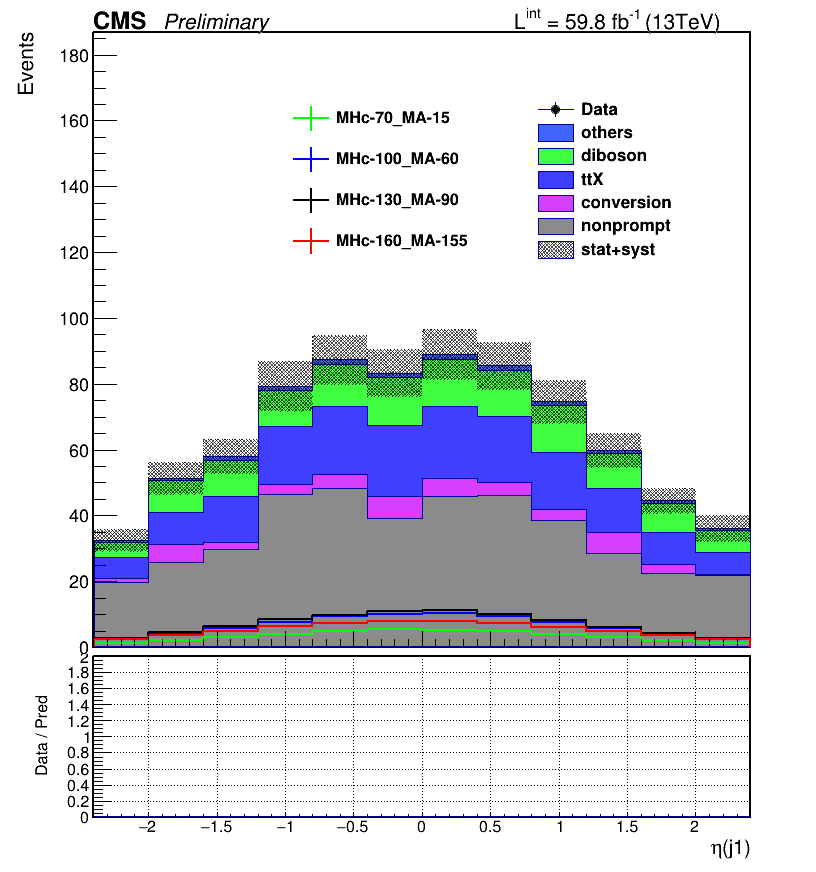 CMS Preliminary L^int = 59.8 fb^-1 (13TeV)
Events
180
160
140
120
100
80
60
40
20
0
MHc-70_MA-15
MHc-100_MA-60
MHc-130_MA-90
MHc-160_MA-155
Data
others
diboson
ttX
conversion
nonprompt
stat+syst
Data / Pred
2
1.8
1.6
1.4
1.2
1
0.8
0.6
0.4
0.2
0
−2 −1.5 −1 −0.5 0 0.5 1 1.5 2
η(j1)